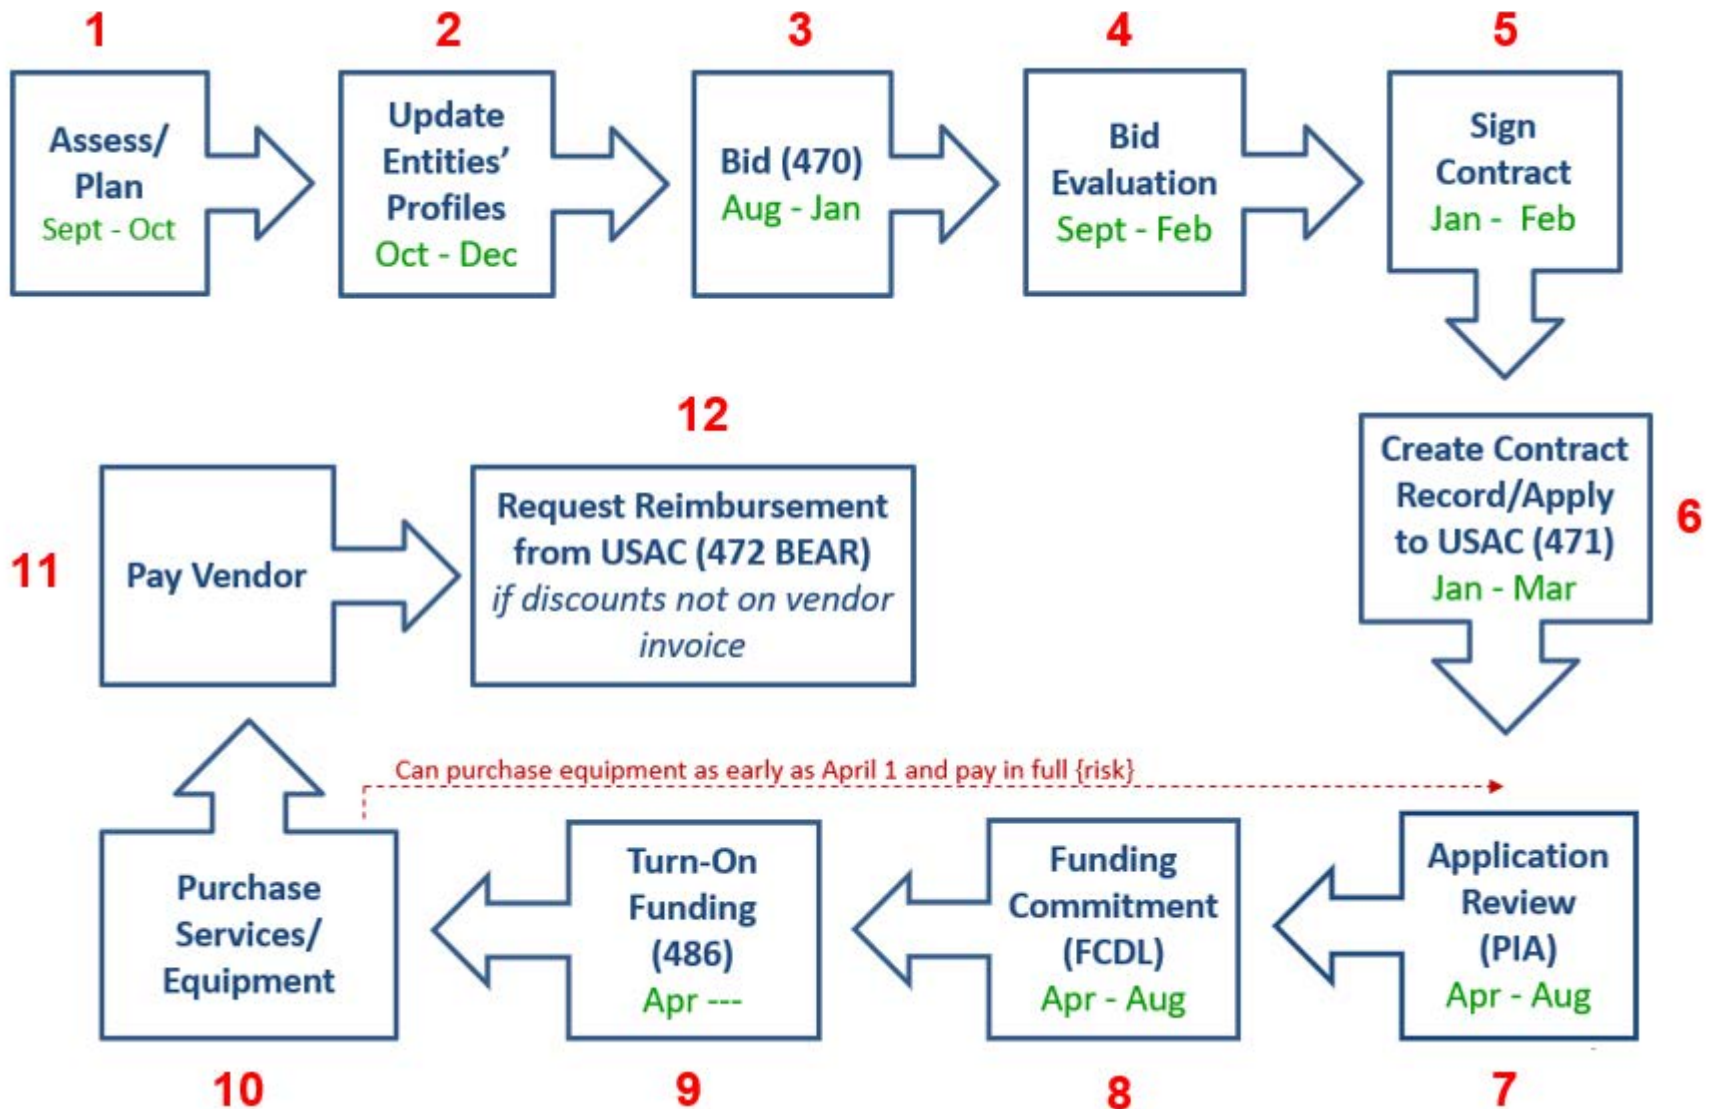 1
Assess/
Plan
Sept - Oct
2
Update
Entities’
Profiles
Oct - Dec
3
Bid (470)
Aug - Jan
4
Bid
Evaluation
Sept - Feb
5
Sign
Contract
Jan - Feb
6
Create Contract
Record/Apply
to USAC (471)
Jan - Mar
7
Application
Review
(PIA)
Apr - Aug
8
Funding
Commitment
(FCDL)
Apr - Aug
9
Turn-On
Funding
(486)
Apr ---
Can purchase equipment as early as April 1 and pay in full {risk}
10
Purchase
Services/
Equipment
11
Pay Vendor
12
Request Reimbursement
from USAC (472 BEAR)
if discounts not on vendor
invoice